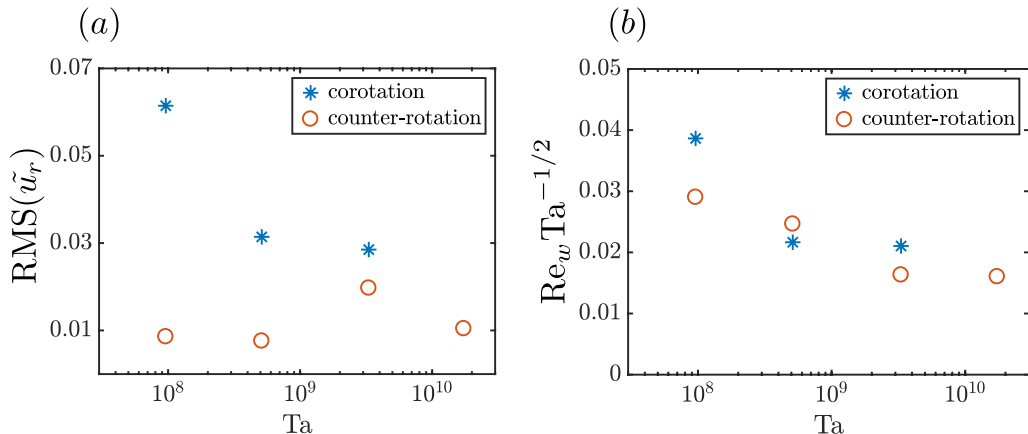 (a)
0.07
0.05
0.03
0.01
RMS(ũ_r)
corotation
counter-rotation
10^8
10^9
10^10
Ta
(b)
0.05
0.04
0.03
0.02
0.01
0
Re_w Ta^{-1/2}
corotation
counter-rotation
10^8
10^9
10^10
Ta